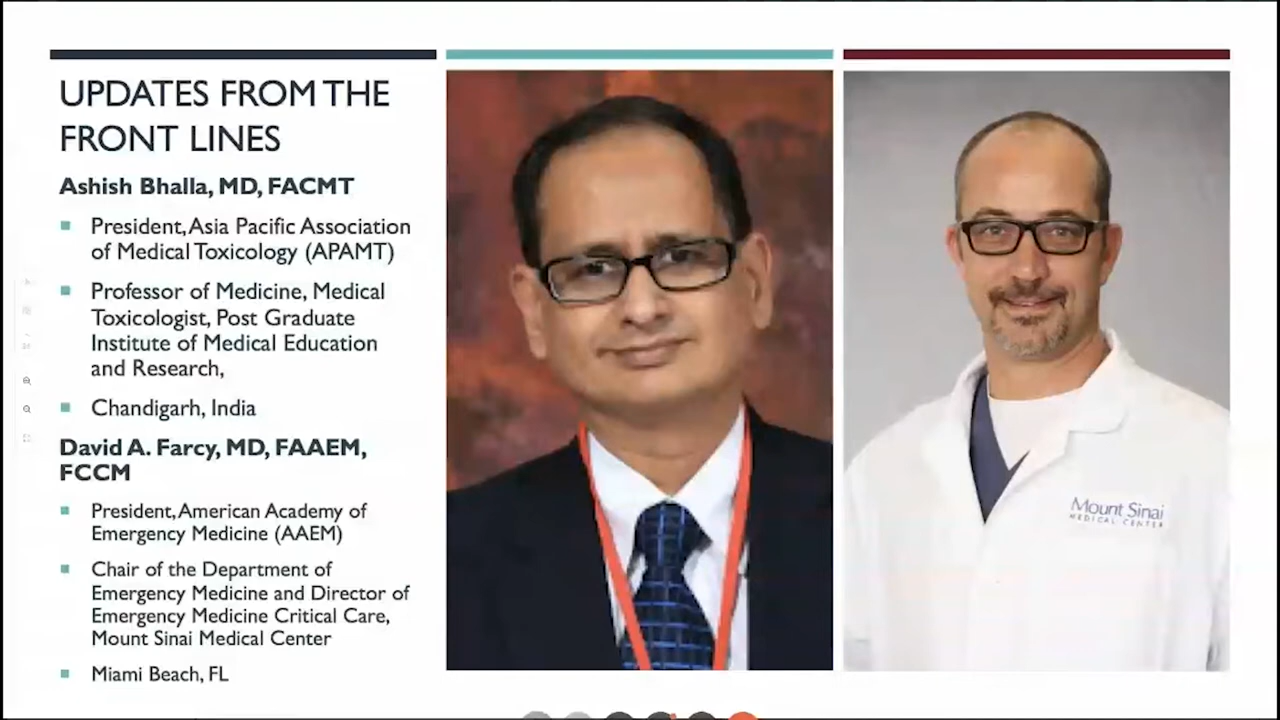 UPDATES FROM THE
FRONT LINES
Ashish Bhalla, MD, FACMT
President, Asia Pacific Association
of Medical Toxicology (APAMT)
Professor of Medicine, Medical
Toxicologist, Post Graduate
Institute of Medical Education
and Research,
Chandigarh, India
David A. Farcy, MD, FAAEM,
FCCM
President, American Academy of
Emergency Medicine (AAEM)
Chair of the Department of
Emergency Medicine and Director of
Emergency Medicine Critical Care,
Mount Sinai Medical Center
Miami Beach, FL
Mount Sinai
MEDICAL CENTER